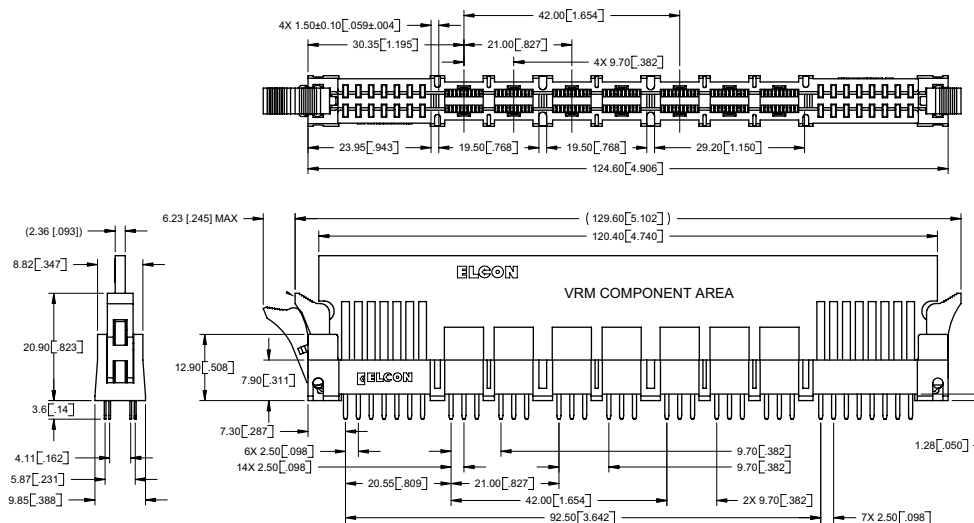 42.00[1.654]
4X 1.50±0.10 [.059±.004]
30.35[1.195]
21.00[.827]
4X 9.70[.382]
23.95[.943]
19.50[.768]
19.50[.768]
29.20[1.150]
124.60[4.906]
6.23 [.245] MAX
(129.60[5.102])
(2.36 [.093])
120.40[4.740]
8.82[.347]
ELCON
VRM COMPONENT AREA
20.90[.823]
12.90[.508]
7.90[.311]
ELCON
3.6[.14]
7.30[.287]
1.28[.050]
4.11[.162]
6X 2.50[.098]
9.70[.382]
14X 2.50[.098]
9.70[.382]
5.87[.231]
20.55[.809]
21.00[.827]
9.85[.388]
42.00[1.654]
2X 9.70[.382]
92.50[3.642]
7X 2.50[.098]